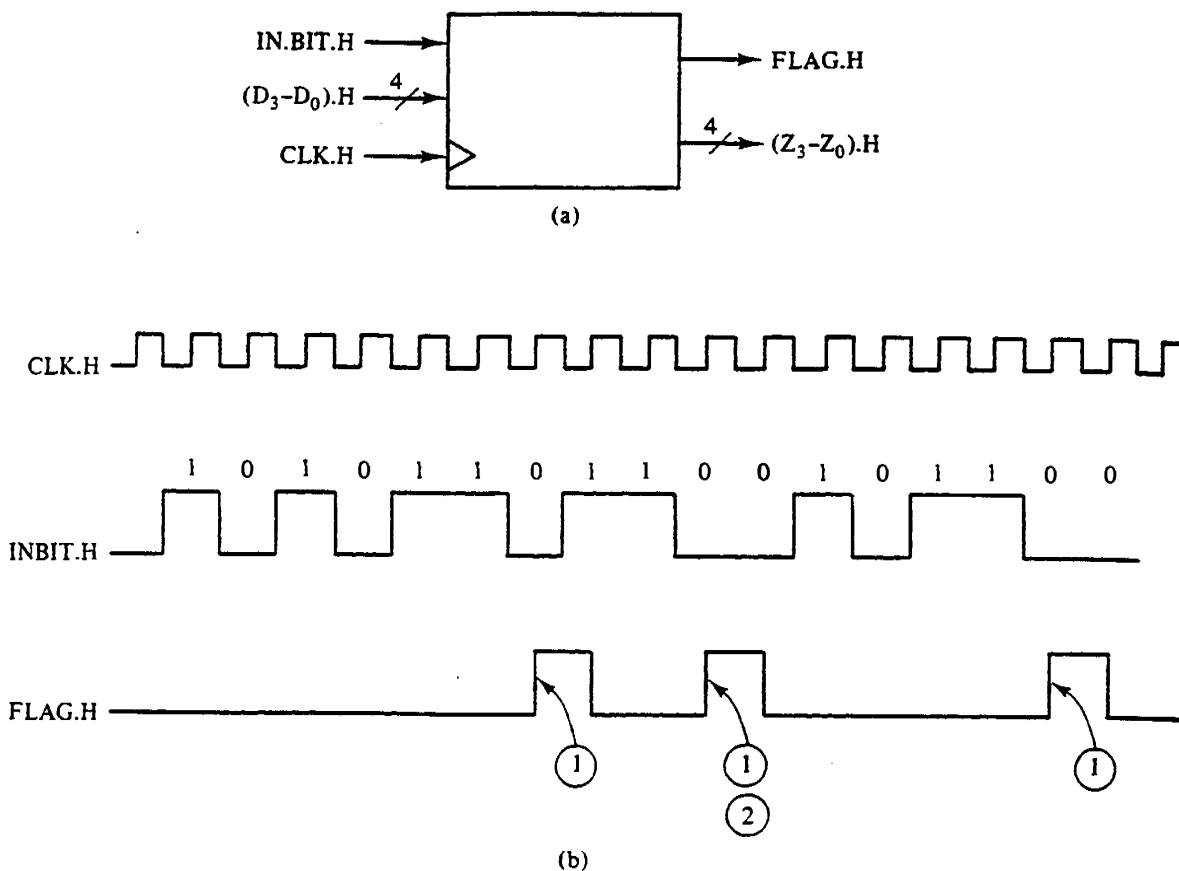 IN.BIT.H
FLAG.H
4
(D₃–D₀).H
4
(Z₃–Z₀).H
CLK.H
(a)
CLK.H
1 0 1 0 1 1 0 1 1 0 0 1 0 1 1 0 0
INBIT.H
FLAG.H
1
1
1
2
(b)